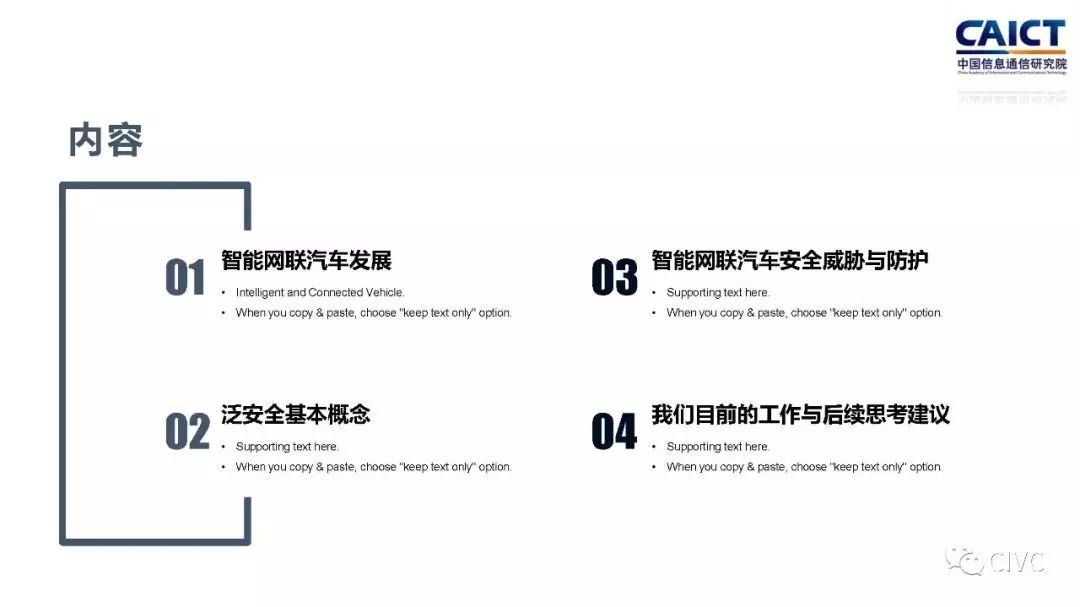 CAICT
中国信息通信研究院
China Academy of Information and Communications Technology
内容
01
智能网联汽车发展
• Intelligent and Connected Vehicle.
• When you copy & paste, choose "keep text only" option.
02
泛安全基本概念
• Supporting text here.
• When you copy & paste, choose "keep text only" option.
03
智能网联汽车安全威胁与防护
• Supporting text here.
• When you copy & paste, choose "keep text only" option.
04
我们目前的工作与后续思考建议
• Supporting text here.
• When you copy & paste, choose "keep text only" option.
CIVC